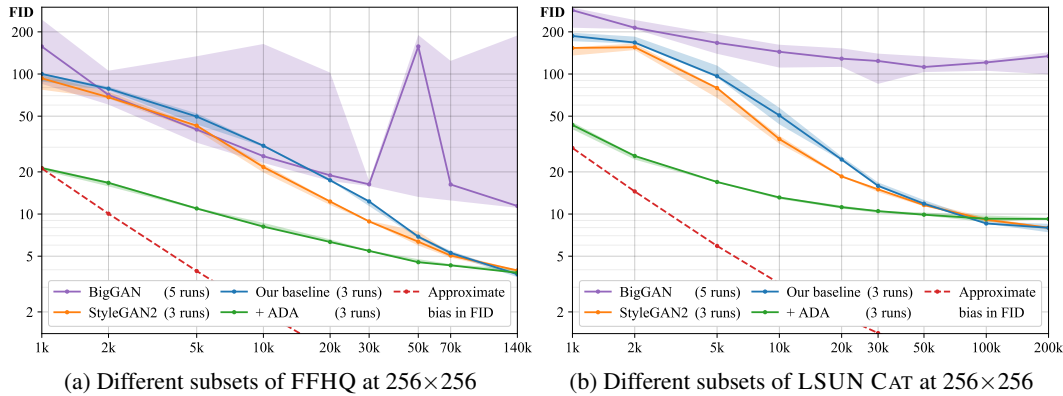 FID
200
100
50
20
10
5
2
BigGAN (5 runs) Our baseline (3 runs) Approximate
StyleGAN2 (3 runs) + ADA (3 runs) bias in FID
1k 2k 5k 10k 20k 30k 50k 70k 140k
(a) Different subsets of FFHQ at 256×256
FID
200
100
50
20
10
5
2
BigGAN (5 runs) Our baseline (3 runs) Approximate
StyleGAN2 (3 runs) + ADA (3 runs) bias in FID
1k 2k 5k 10k 20k 30k 50k 100k 200k
(b) Different subsets of LSUN CAT at 256×256